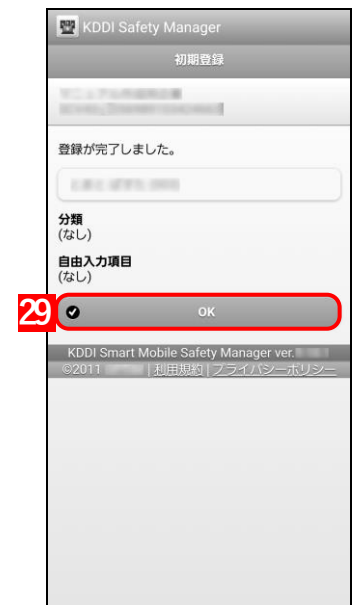 KDDI Safety Manager
初期登録
登録が完了しました。
分類
(なし)
自由入力項目
(なし)
29
OK
KDDI Smart Mobile Safety Manager ver.
©2011 | 利用規約 | プライバシーポリシー